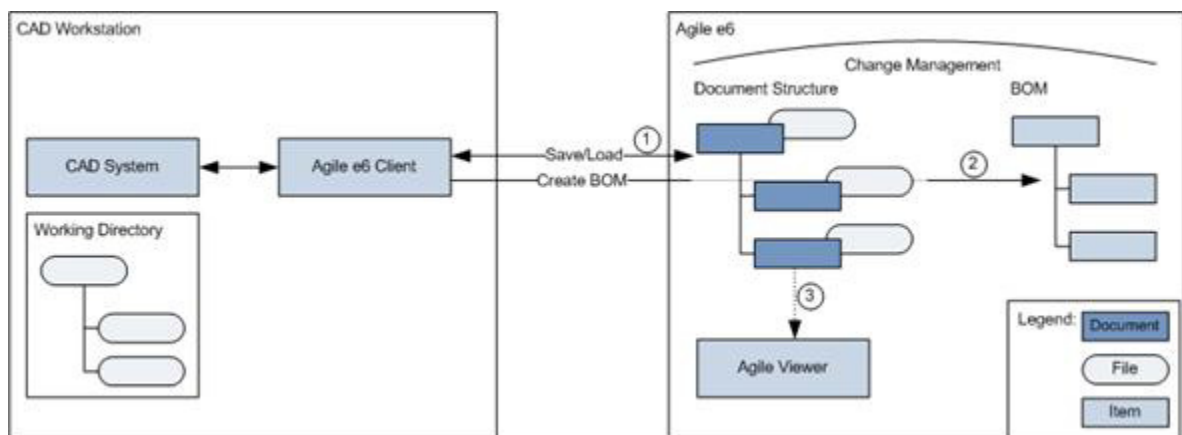 CAD Workstation
CAD System
Agile e6 Client
Working Directory
Save/Load
1
Create BOM
Agile e6
Change Management
Document Structure
BOM
2
3
Agile Viewer
Legend:
Document
File
Item